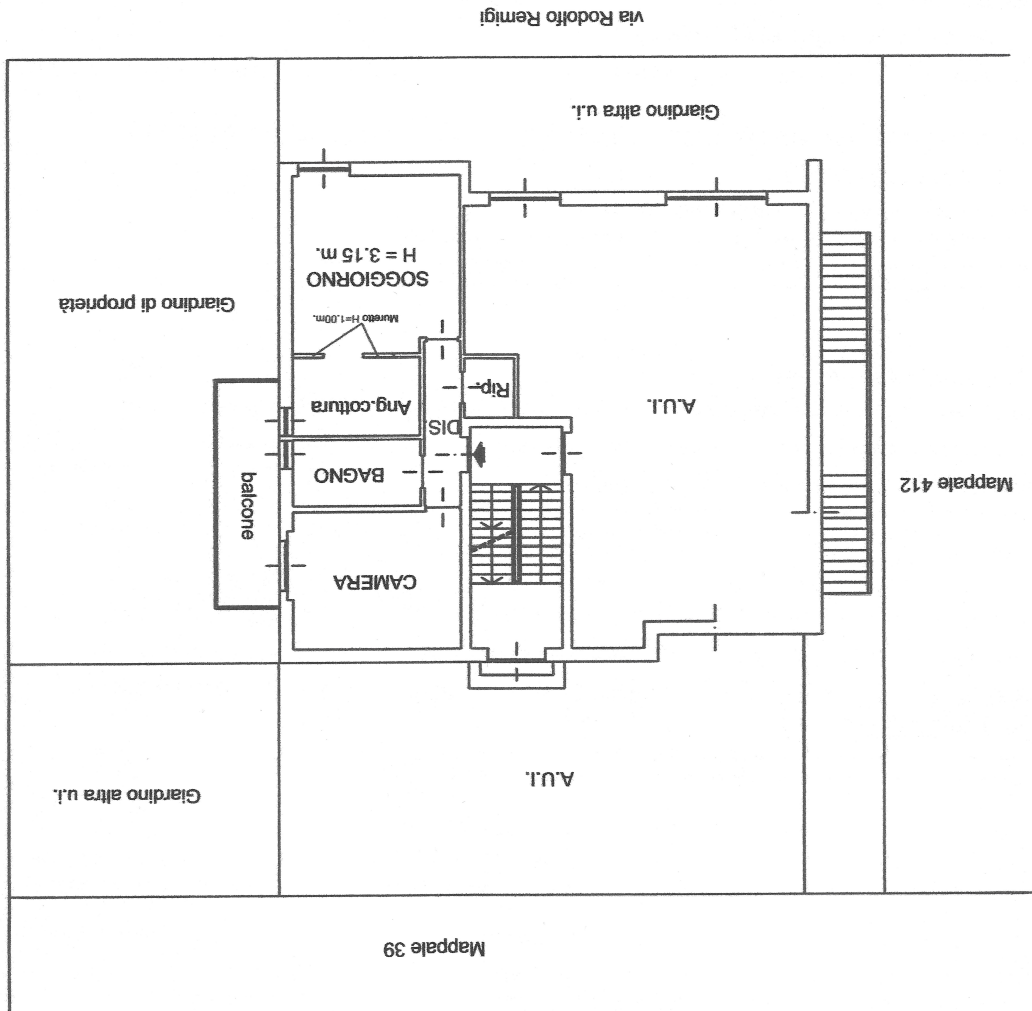 Mappale 39
A.U.I.
Giardino altra u.i.
CAMERA
balcone
Mappale 412
BAGNO
DIS
A.U.I.
Rip.
Ang.cottura
Muretto H=1.00m.
SOGGIORNO
H = 3.15 m.
Giardino di proprietà
Giardino altra u.i.
via Rodolfo Remigi